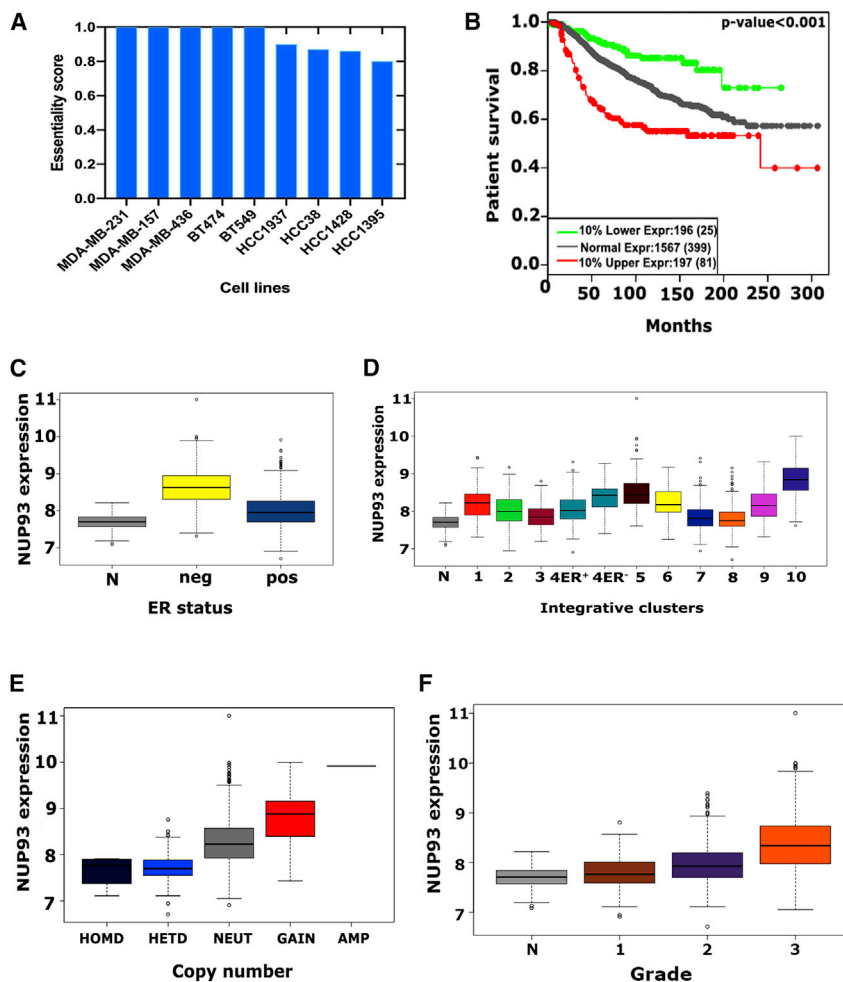 A
Essentiality score
1.0
0.8
0.6
0.4
0.2
0.0
MDA-MB-231
MDA-MB-157
MDA-MB-436
BT474
BT549
HCC1937
HCC38
HCC1428
HCC1395
Cell lines
B
p-value<0.001
Patient survival
1.0
0.8
0.6
0.4
0.2
0.0
10% Lower Expr:196 (25)
Normal Expr:1567 (399)
10% Upper Expr:197 (81)
0 50 100 150 200 250 300
Months
C
NUP93 expression
11
10
9
8
7
N neg pos
ER status
D
NUP93 expression
11
10
9
8
7
N 1 2 3 4ER+ 4ER- 5 6 7 8 9 10
Integrative clusters
E
NUP93 expression
11
10
9
8
7
HOMD HETD NEUT GAIN AMP
Copy number
F
NUP93 expression
11
10
9
8
7
N 1 2 3
Grade